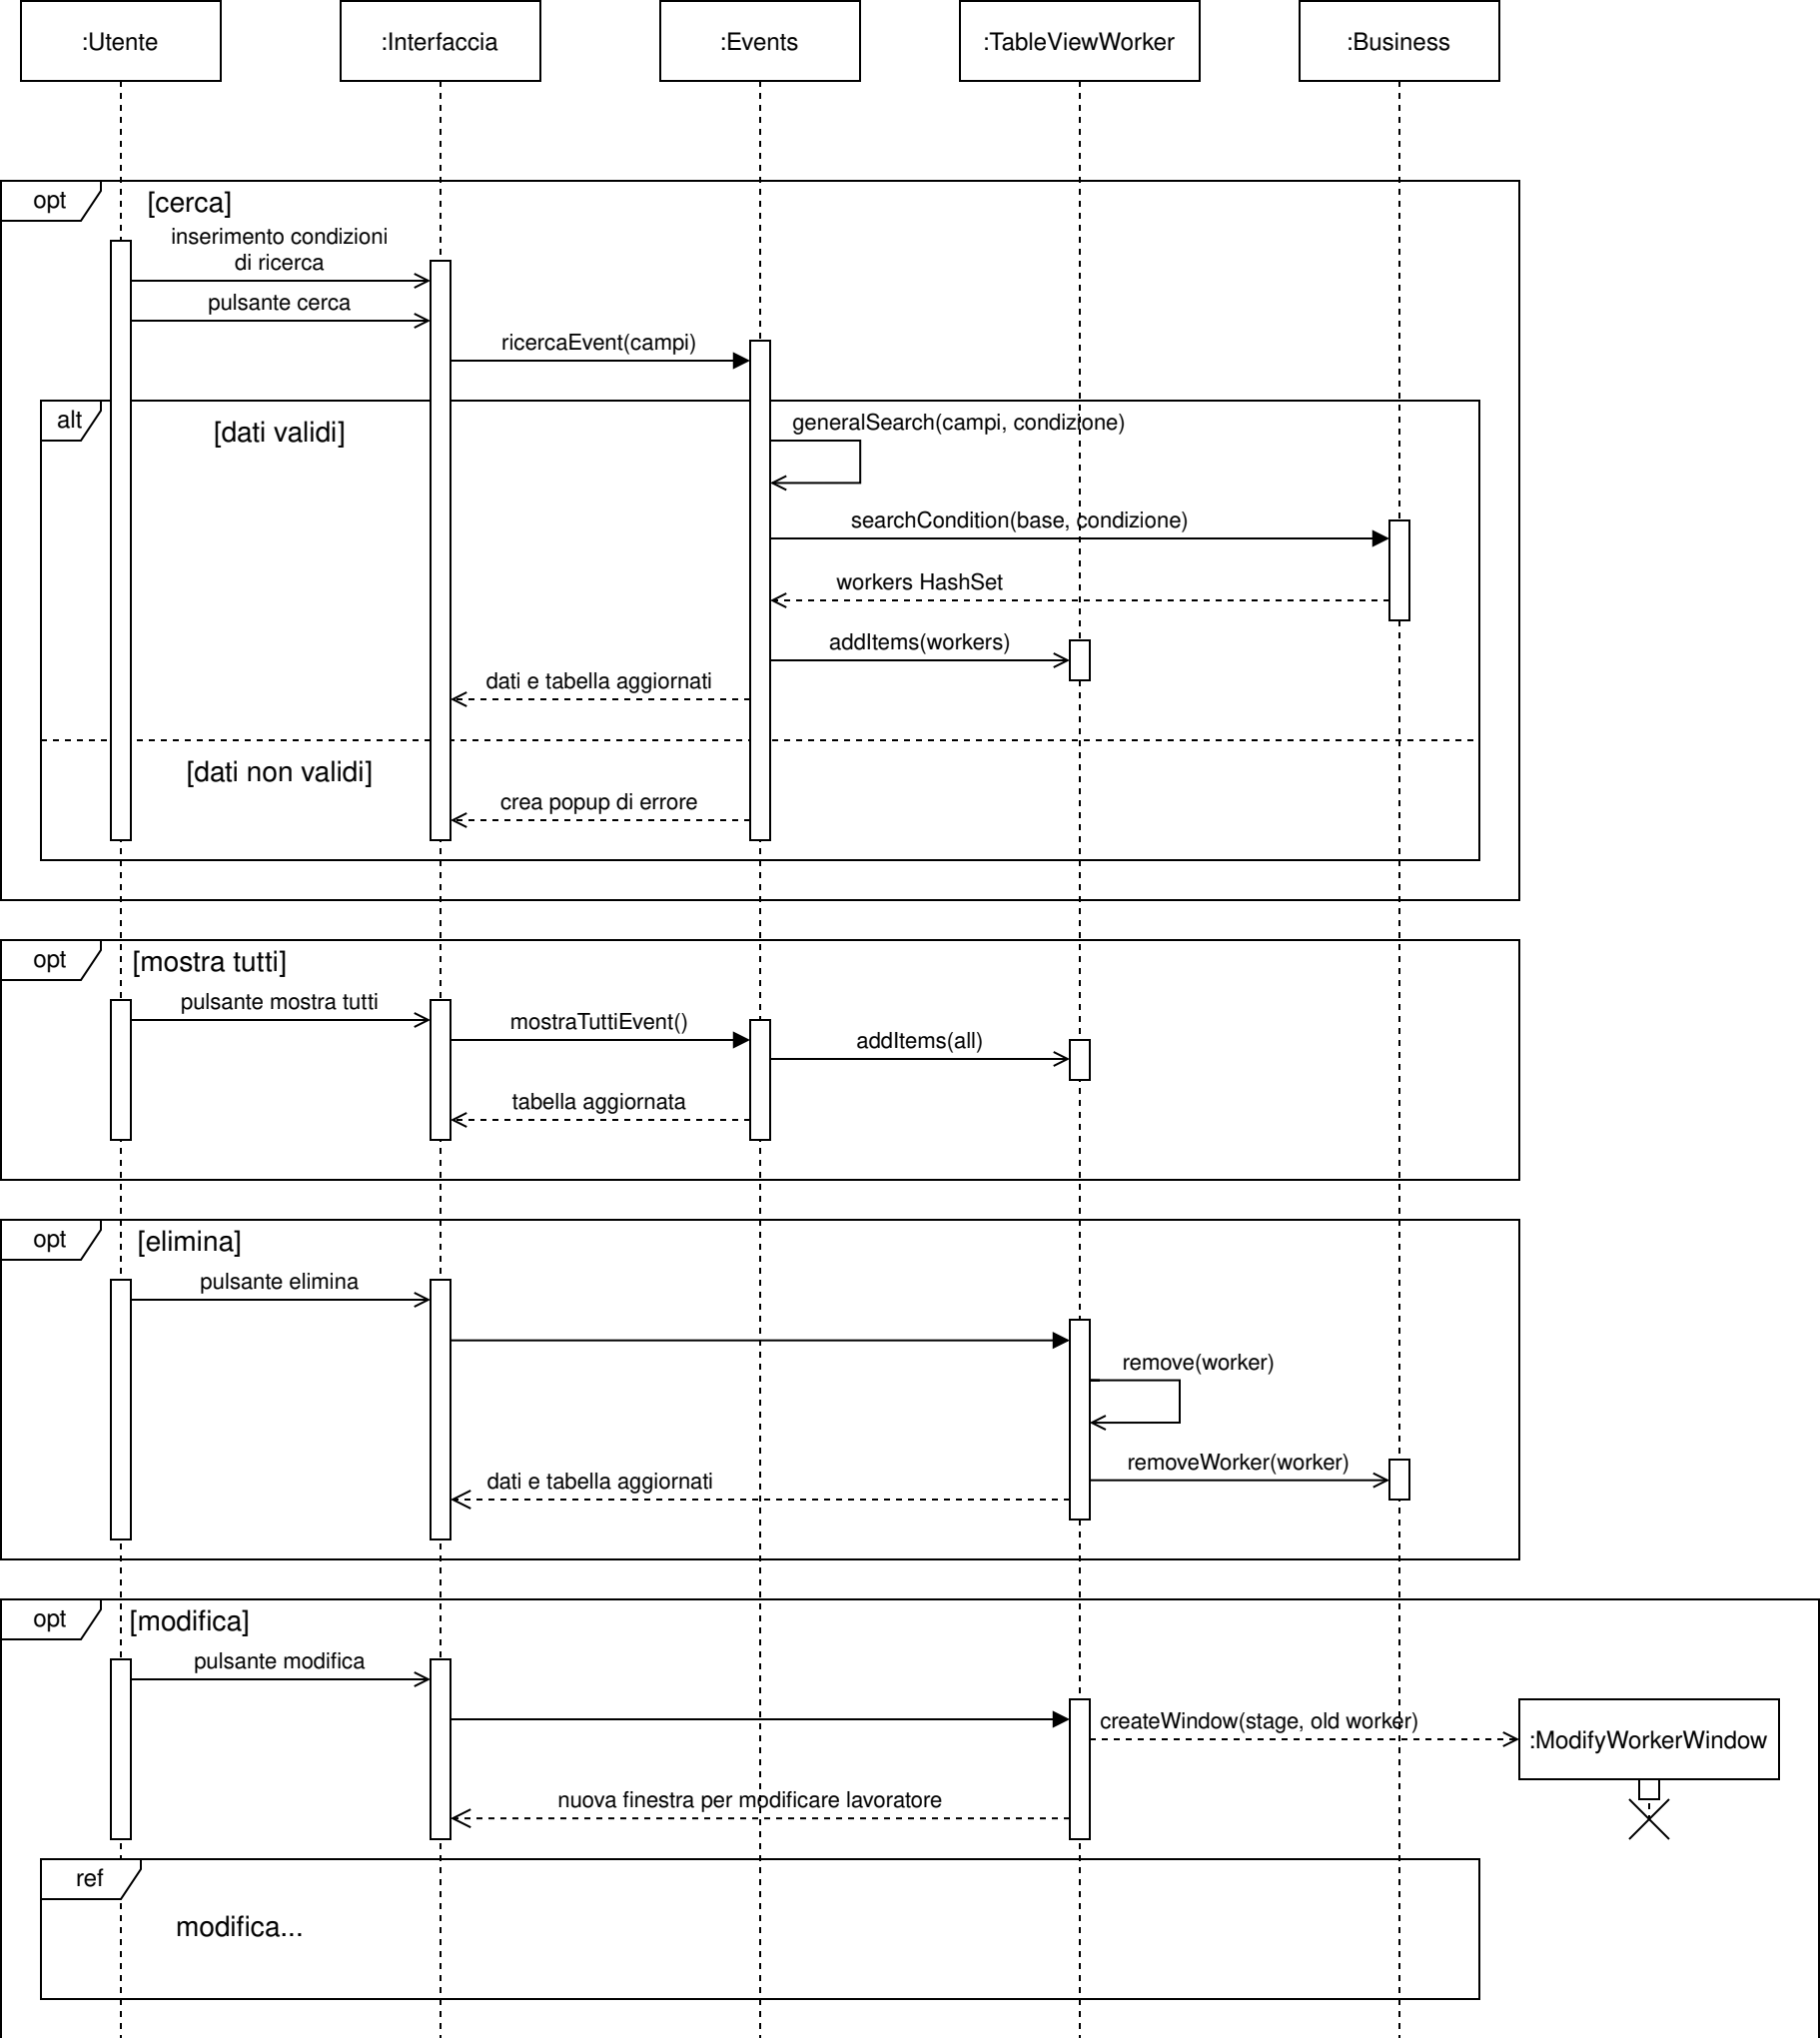 :Utente
:Interfaccia
:Events
:TableViewWorker
:Business
opt
[cerca]
inserimento condizioni
di ricerca
pulsante cerca
ricercaEvent(campi)
alt
[dati validi]
generalSearch(campi, condizione)
searchCondition(base, condizione)
workers HashSet
addItems(workers)
dati e tabella aggiornati
[dati non validi]
crea popup di errore
opt
[mostra tutti]
pulsante mostra tutti
mostraTuttiEvent()
addItems(all)
tabella aggiornata
opt
[elimina]
pulsante elimina
remove(worker)
removeWorker(worker)
dati e tabella aggiornati
opt
[modifica]
pulsante modifica
createWindow(stage, old worker)
:ModifyWorkerWindow
nuova finestra per modificare lavoratore
ref
modifica...